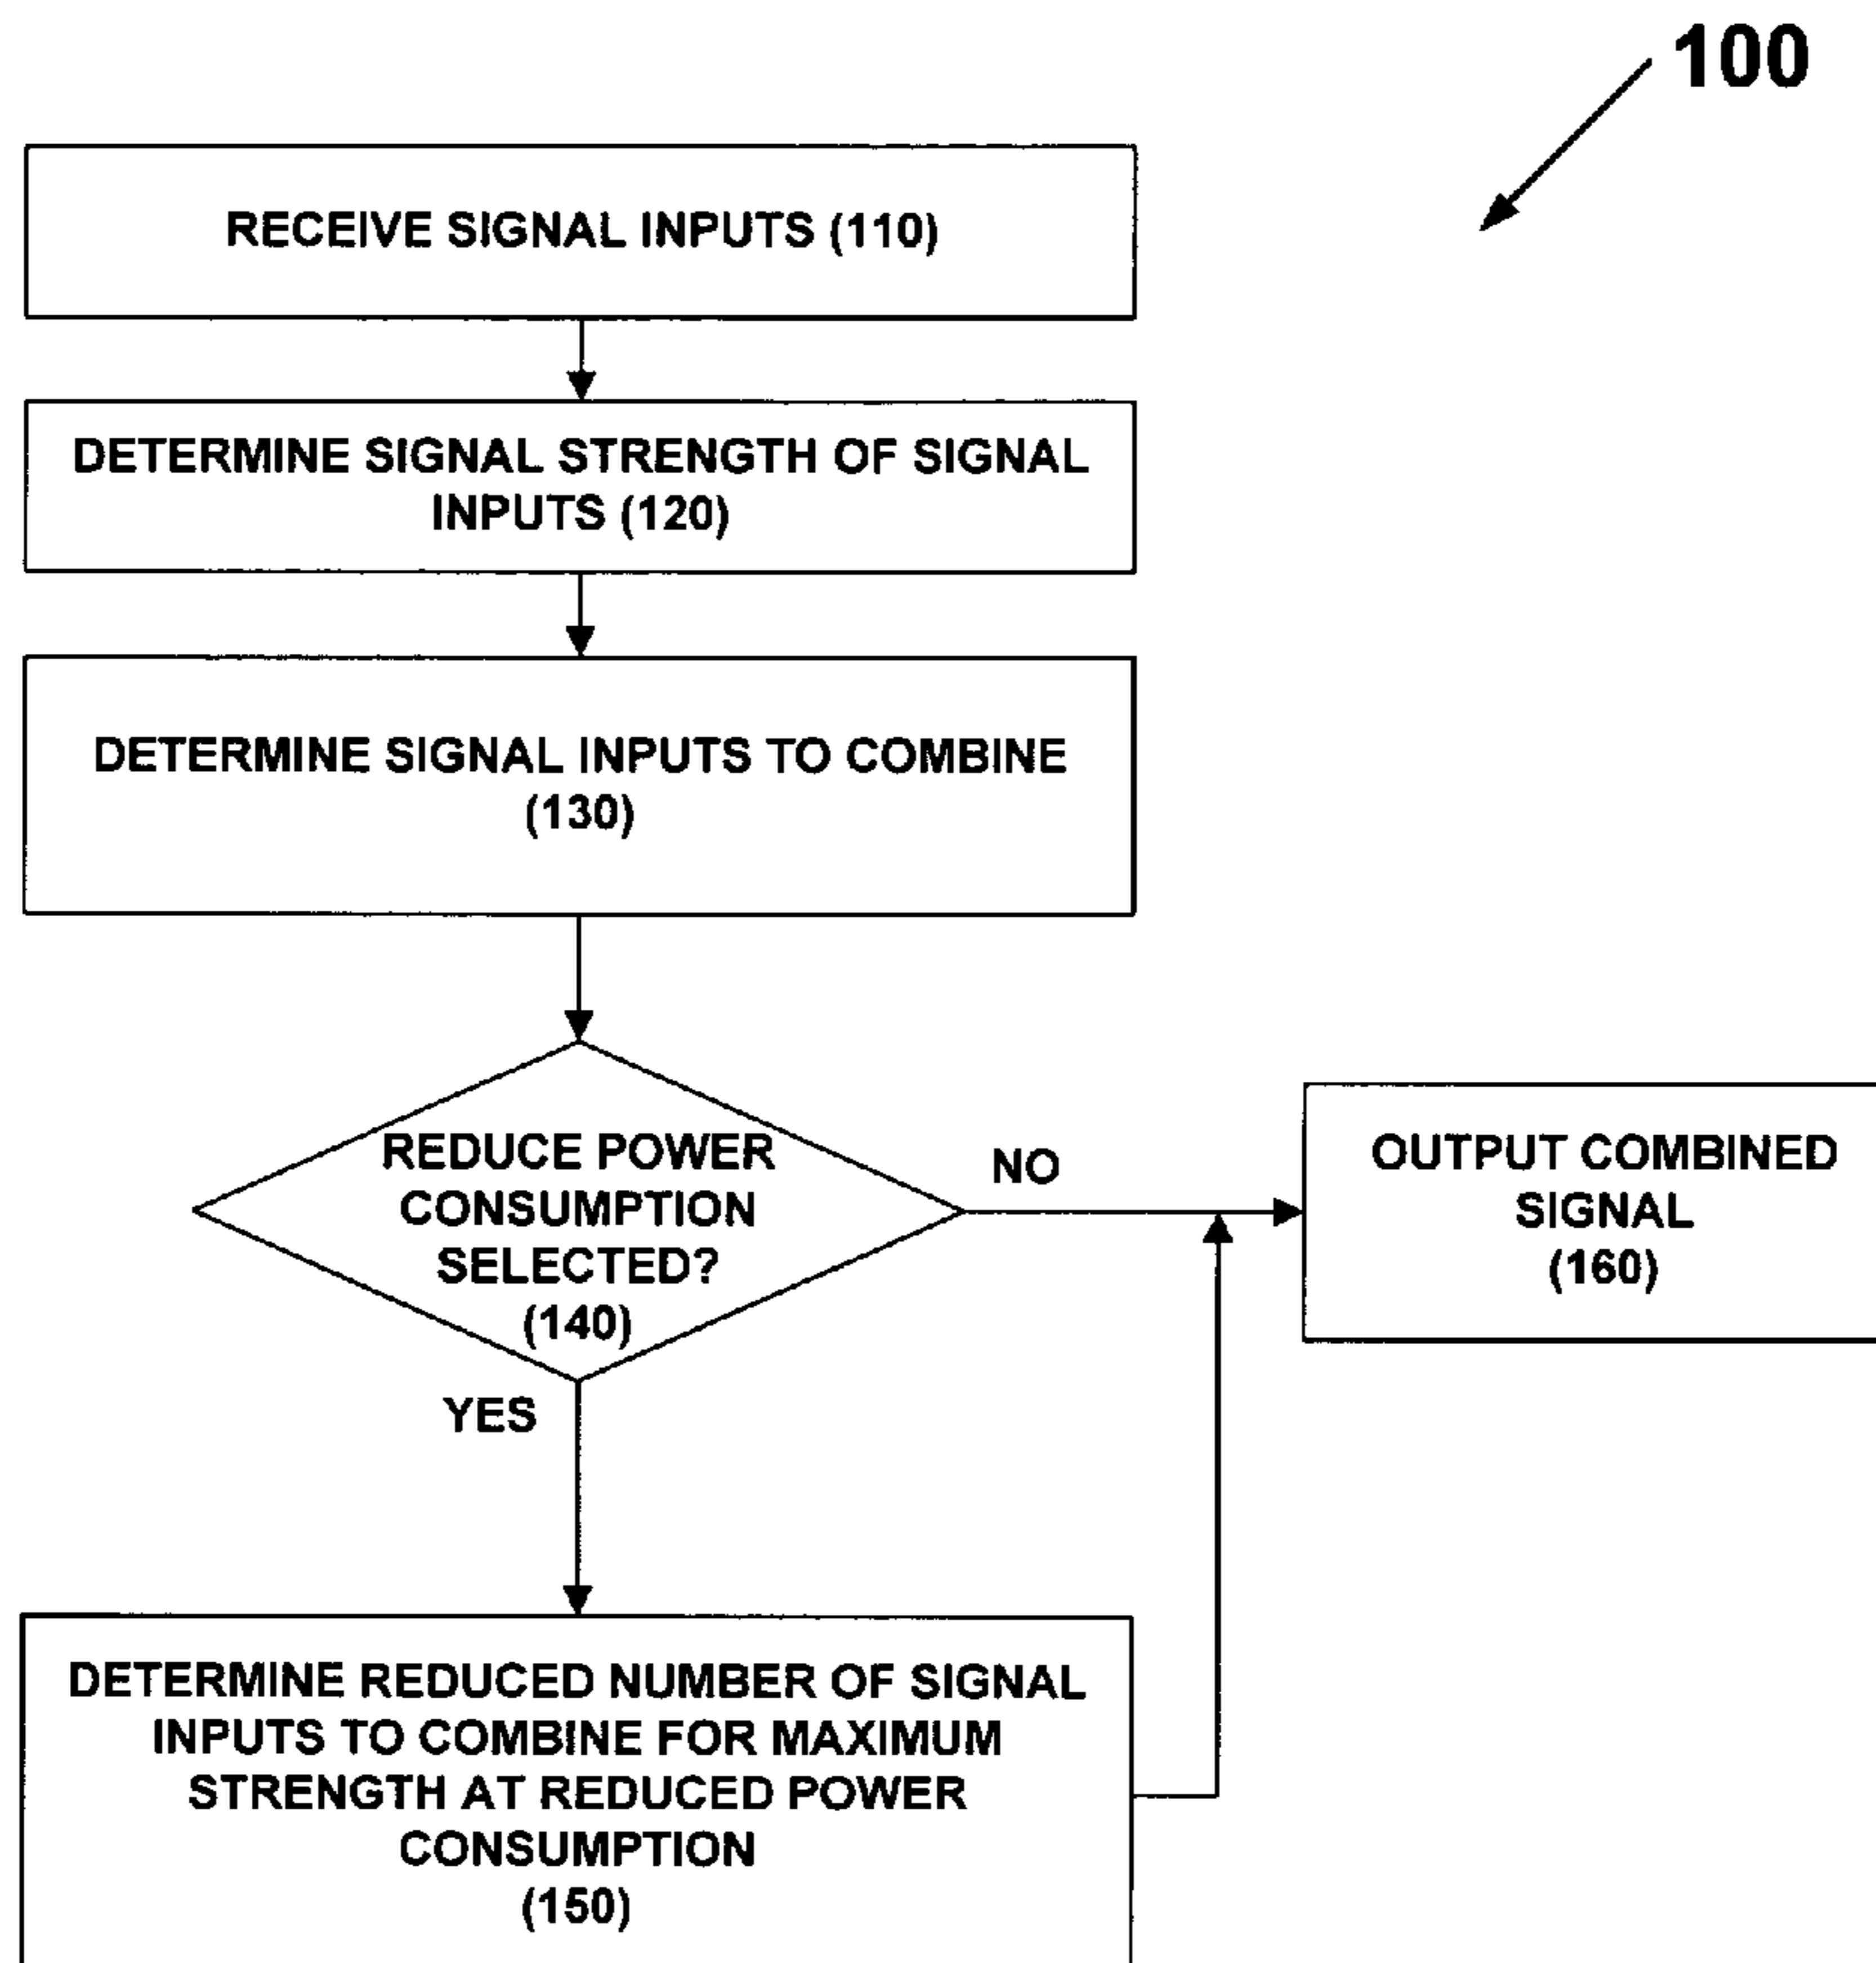 100
RECEIVE SIGNAL INPUTS (110)
DETERMINE SIGNAL STRENGTH OF SIGNAL
INPUTS (120)
DETERMINE SIGNAL INPUTS TO COMBINE
(130)
REDUCE POWER
CONSUMPTION
SELECTED?
(140)
NO
OUTPUT COMBINED
SIGNAL
(160)
YES
DETERMINE REDUCED NUMBER OF SIGNAL
INPUTS TO COMBINE FOR MAXIMUM
STRENGTH AT REDUCED POWER
CONSUMPTION
(150)